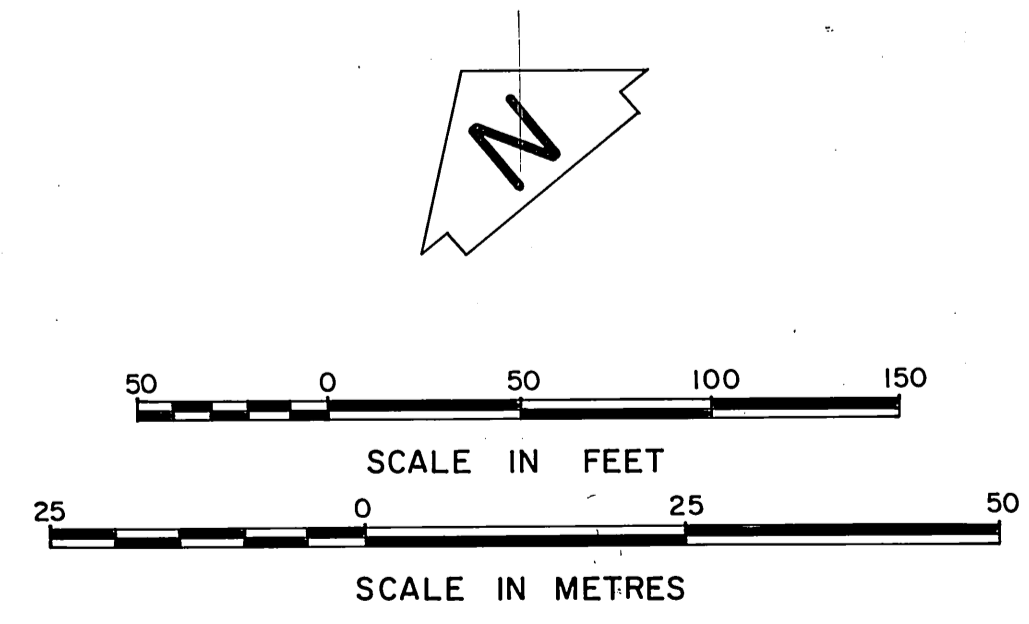 N
50 0 50 100 150
SCALE IN FEET
25 0 25 50
SCALE IN METRES